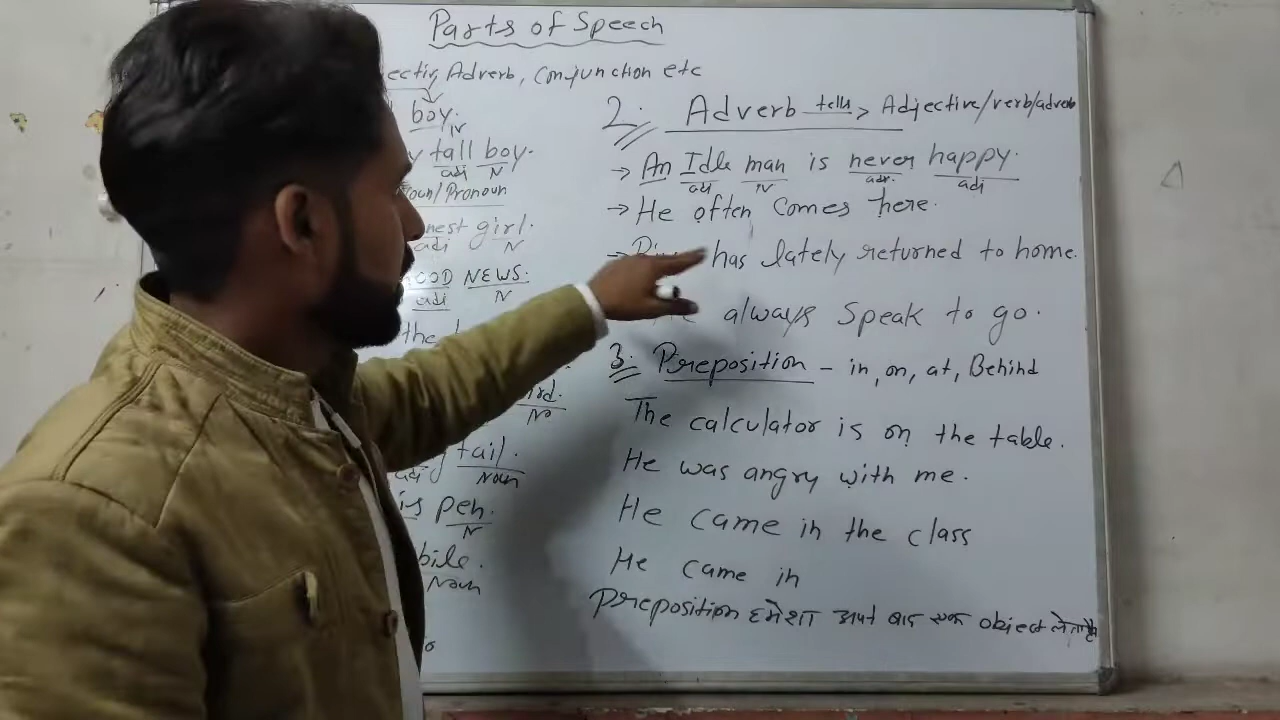 Parts of Speech
Adverb, Conjunction etc
boy.
N
tall boy.
adj N
Noun/Pronoun
girl.
adj N
GOOD NEWS.
adj N
the
N
tail.
adj Noun
is pen.
N
Noun
2. Adverb tells > Adjective/verb/adverb
→ An Idle man is never happy.
adj N adv. adj
→ He often comes here.
→ has lately returned to home.
always speak to go.
3. Preposition - in, on, at, Behind
The calculator is on the table.
He was angry with me.
He came in the class
He came in
Preposition हमेशा अपने बाद एक object लेता है